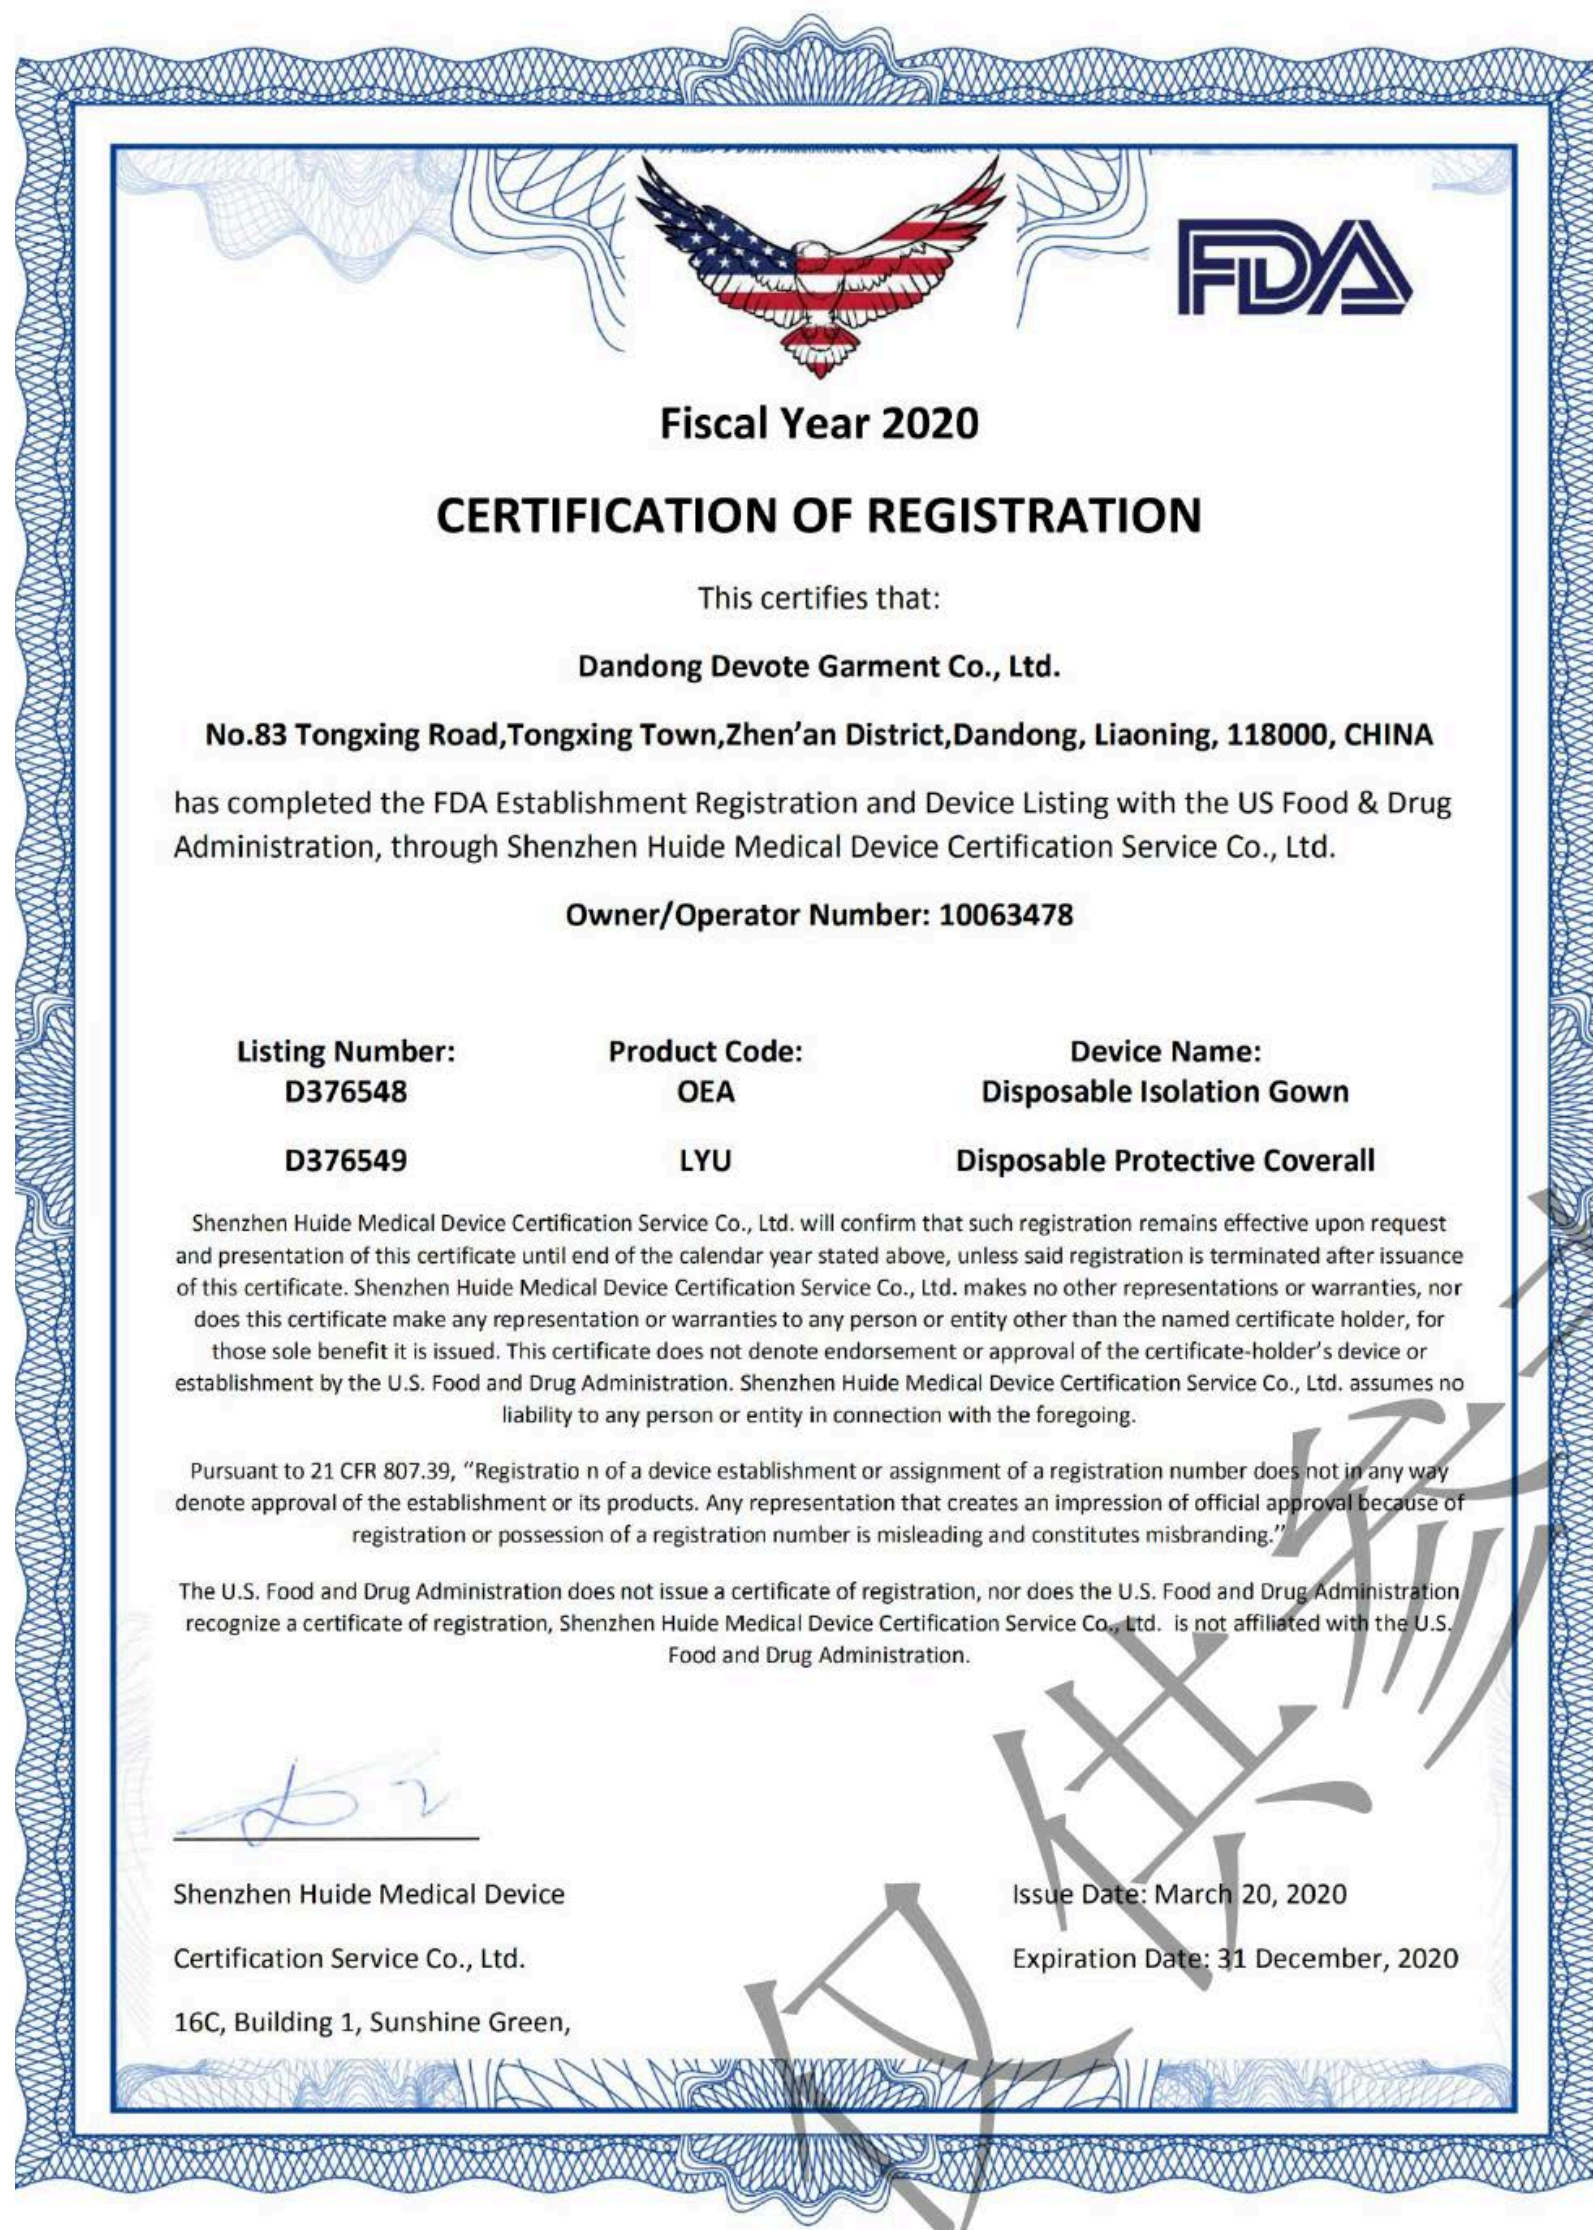 FDA
Fiscal Year 2020
CERTIFICATION OF REGISTRATION
This certifies that:
Dandong Devote Garment Co., Ltd.
No.83 Tongxing Road,Tongxing Town,Zhen’an District,Dandong, Liaoning, 118000, CHINA
has completed the FDA Establishment Registration and Device Listing with the US Food & Drug
Administration, through Shenzhen Huide Medical Device Certification Service Co., Ltd.
Owner/Operator Number: 10063478
Listing Number: Product Code: Device Name:
D376548 OEA Disposable Isolation Gown
D376549 LYU Disposable Protective Coverall
Shenzhen Huide Medical Device Certification Service Co., Ltd. will confirm that such registration remains effective upon request
and presentation of this certificate until end of the calendar year stated above, unless said registration is terminated after issuance
of this certificate. Shenzhen Huide Medical Device Certification Service Co., Ltd. makes no other representations or warranties, nor
does this certificate make any representation or warranties to any person or entity other than the named certificate holder, for
those sole benefit it is issued. This certificate does not denote endorsement or approval of the certificate-holder’s device or
establishment by the U.S. Food and Drug Administration. Shenzhen Huide Medical Device Certification Service Co., Ltd. assumes no
liability to any person or entity in connection with the foregoing.
Pursuant to 21 CFR 807.39, “Registratio n of a device establishment or assignment of a registration number does not in any way
denote approval of the establishment or its products. Any representation that creates an impression of official approval because of
registration or possession of a registration number is misleading and constitutes misbranding.”
The U.S. Food and Drug Administration does not issue a certificate of registration, nor does the U.S. Food and Drug Administration
recognize a certificate of registration, Shenzhen Huide Medical Device Certification Service Co., Ltd. is not affiliated with the U.S.
Food and Drug Administration.
Shenzhen Huide Medical Device
Certification Service Co., Ltd.
16C, Building 1, Sunshine Green,
Issue Date: March 20, 2020
Expiration Date: 31 December, 2020
仅供